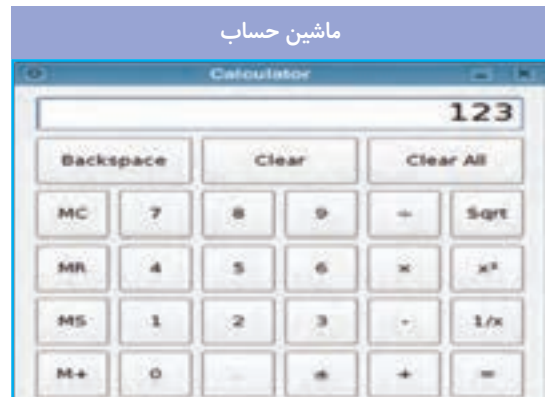 ماشین حساب
Calculator
123
Backspace Clear Clear All
MC 7 8 9 ÷ Sqrt
MR 4 5 6 × x²
MS 1 2 3 - 1/x
M+ 0 . ± + =